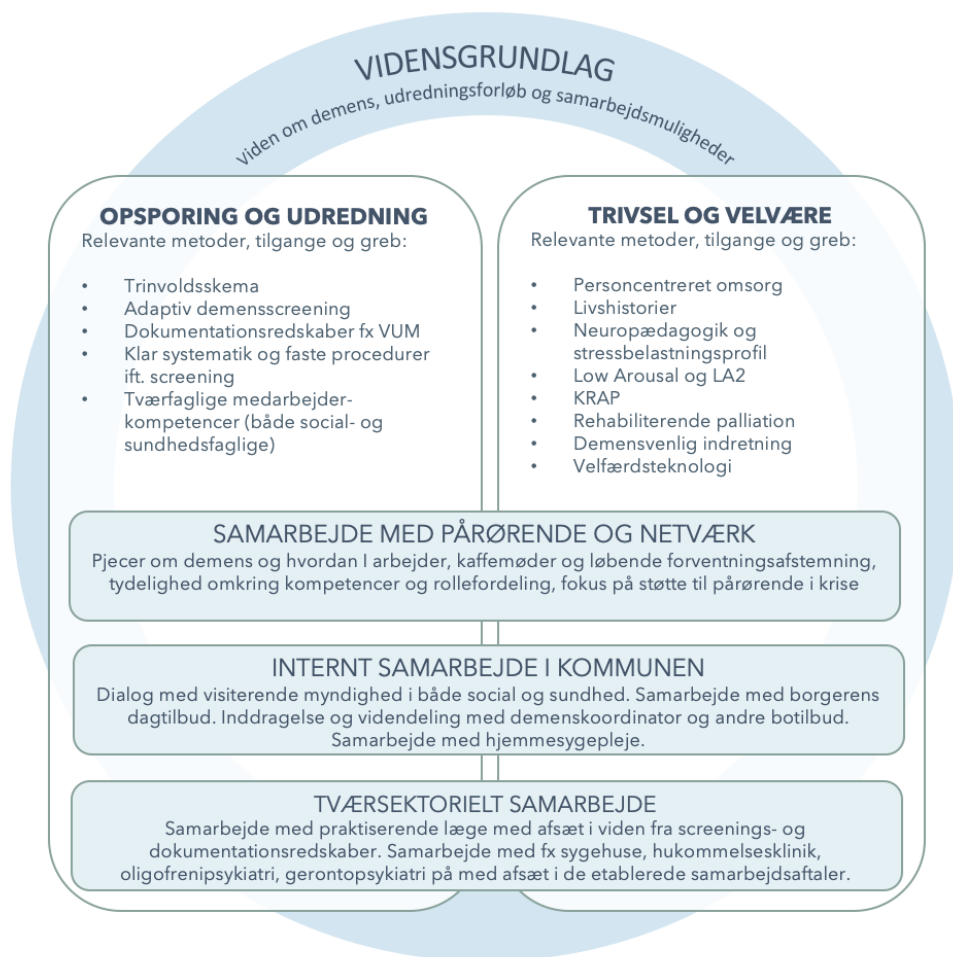 VIDENSGRUNDLAG
Viden om demens, udredningsforløb og samarbejdsmuligheder
OPSPORING OG UDREDNING
Relevante metoder, tilgange og greb:
• Trinvoldsskema
• Adaptiv demensscreening
• Dokumentationsredskaber fx VUM
• Klar systematik og faste procedurer
ift. screening
• Tværfaglige medarbejder-
kompetencer (både social- og
sundhedsfaglige)
TRIVSEL OG VELVÆRE
Relevante metoder, tilgange og greb:
• Personcentreret omsorg
• Livshistorier
• Neuropædagogik og
stressbelastningsprofil
• Low Arousal og LA2
• KRAP
• Rehabiliterende palliation
• Demensvenlig indretning
• Velfærdsteknologi
SAMARBEJDE MED PÅRØRENDE OG NETVÆRK
Pjecer om demens og hvordan I arbejder, kaffemøder og løbende forventningsafstemning,
tydelighed omkring kompetencer og rollefordeling, fokus på støtte til pårørende i krise
INTERNT SAMARBEJDE I KOMMUNEN
Dialog med visiterende myndighed i både social og sundhed. Samarbejde med borgerens
dagtilbud. Inddragelse og videndeling med demenskoordinator og andre botilbud.
Samarbejde med hjemmesygepleje.
TVÆRSEKTORIELT SAMARBEJDE
Samarbejde med praktiserende læge med afsæt i viden fra screenings- og
dokumentationsredskaber. Samarbejde med fx sygehuse, hukommelsesklinik,
oligofrenipsykiatri, gerontopsykiatri på med afsæt i de etablerede samarbejdsaftaler.